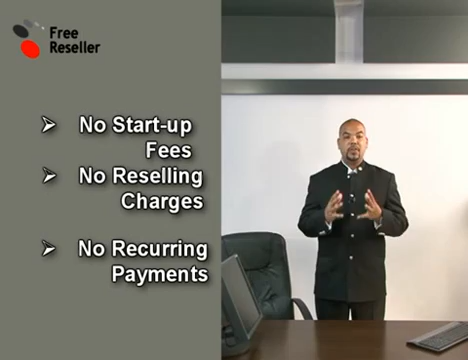 Free
Reseller
No Start-up
Fees
No Reselling
Charges
No Recurring
Payments